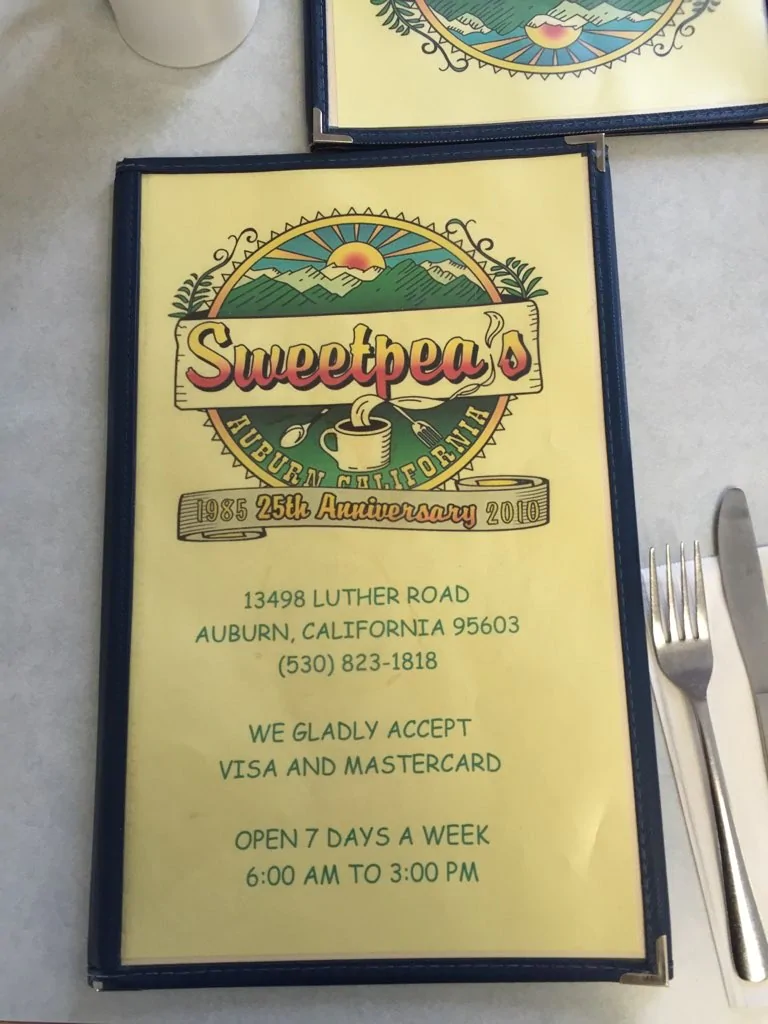 Sweetpea's
AUBURN CALIFORNIA
1985 25th Anniversary 2010
13498 LUTHER ROAD
AUBURN, CALIFORNIA 95603
(530) 823-1818
WE GLADLY ACCEPT
VISA AND MASTERCARD
OPEN 7 DAYS A WEEK
6:00 AM TO 3:00 PM